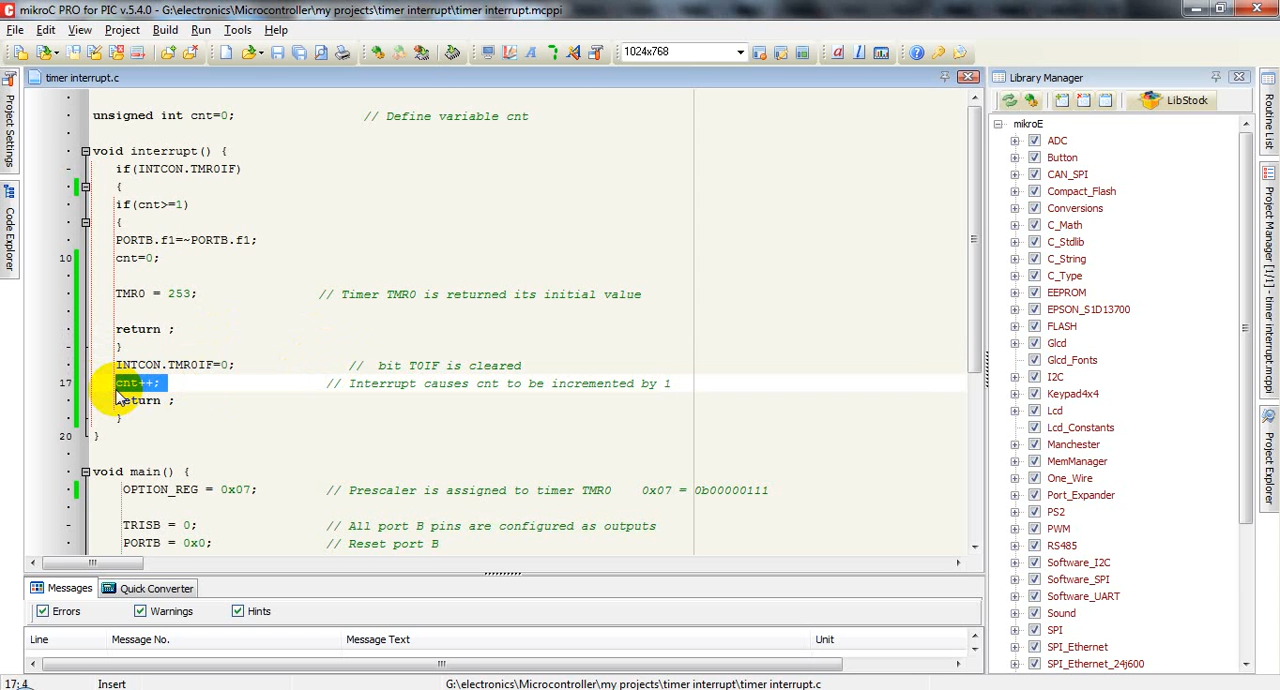 mikroC PRO for PIC v.5.4.0 - G:\electronics\Microcontroller\my projects\timer interrupt\timer interrupt.mcppi
File Edit View Project Build Run Tools Help
1024x768
timer interrupt.c
unsigned int cnt=0; // Define variable cnt
void interrupt() {
if(INTCON.TMR0IF)
{
if(cnt>=1)
{
PORTB.f1=~PORTB.f1;
10 cnt=0;
TMR0 = 253; // Timer TMR0 is returned its initial value
return ;
}
INTCON.TMR0IF=0; // bit T0IF is cleared
17 cnt++; // Interrupt causes cnt to be incremented by 1
return ;
}
20 }
void main() {
OPTION_REG = 0x07; // Prescaler is assigned to timer TMR0 0x07 = 0b00000111
TRISB = 0; // All port B pins are configured as outputs
PORTB = 0x0; // Reset port B
Project Settings
Code Explorer
Messages Quick Converter
Errors Warnings Hints
Line Message No. Message Text Unit
17:4 Insert G:\electronics\Microcontroller\my projects\timer interrupt\timer interrupt.c
Library Manager
LibStock
mikroE
ADC
Button
CAN_SPI
Compact_Flash
Conversions
C_Math
C_Stdlib
C_String
C_Type
EEPROM
EPSON_S1D13700
FLASH
Glcd
Glcd_Fonts
I2C
Keypad4x4
Lcd
Lcd_Constants
Manchester
MemManager
One_Wire
Port_Expander
PS2
PWM
RS485
Software_I2C
Software_SPI
Software_UART
Sound
SPI
SPI_Ethernet
SPI_Ethernet_24j600
Routine List
Project Manager [1/1] - timer interrupt.mcppi
Project Explorer